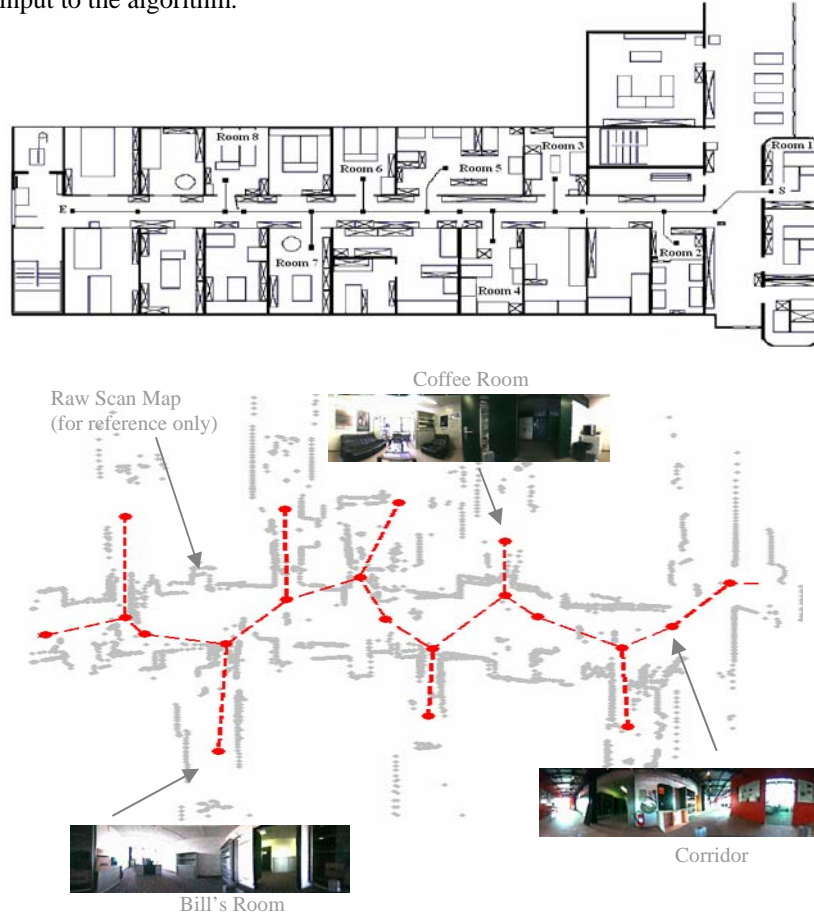 input to the algorithm.
Room 8
Room 3
Room 1
Room 6
Room 5
E
S
Room 7
Room 2
Room 4
Coffee Room
Raw Scan Map
(for reference only)
Corridor
Bill's Room